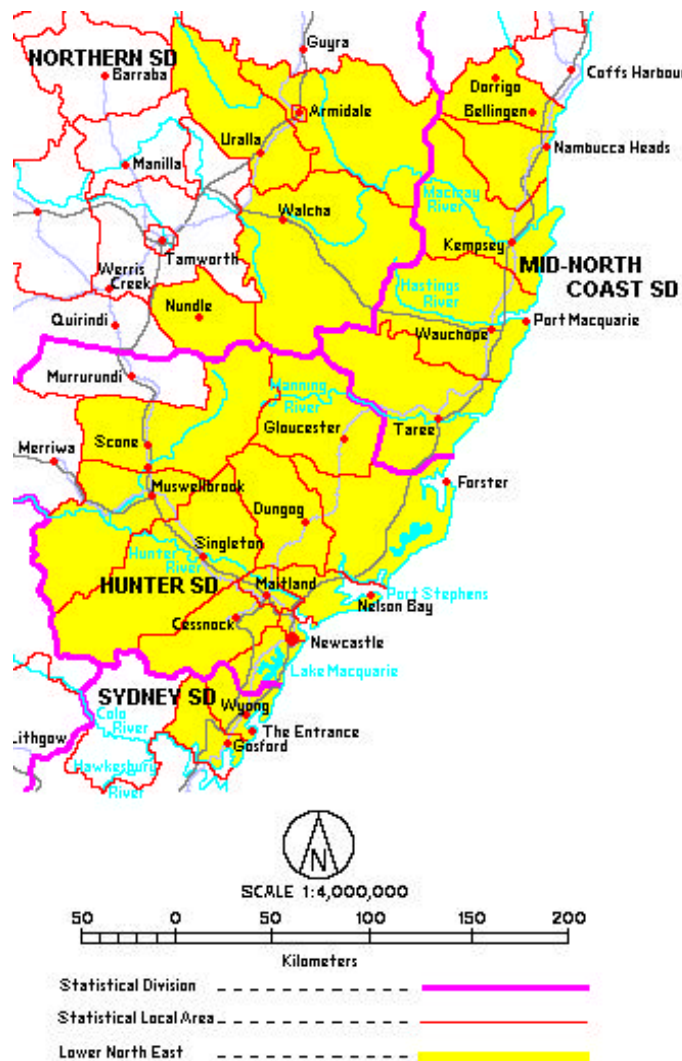 Guyra
NORTHERN SD
Barraba
Coffs Harbour
Dorrigo
Bellingen
Armidale
Uralla
Nambucca Heads
Manilla
Macleay
River
Walcha
Kempsey
Tamworth
MID-NORTH
COAST SD
Werris
Creek
Hastings
River
Nundle
Quirindi
Port Macquarie
Wauchope
Murrurundi
Manning
River
Gloucester
Taree
Scone
Merriwa
Forster
Muswellbrook
Dungog
Singleton
Hunter
River
HUNTER SD
Maitland
Port Stephens
Nelson Bay
Cessnock
Newcastle
Lake Macquarie
SYDNEY SD
Wyong
Colo
River
The Entrance
Lithgow
Gosford
Hawkesbury
River
N
SCALE 1:4,000,000
50 0 50 100 150 200
Kilometers
Statistical Division
Statistical Local Area
Lower North East